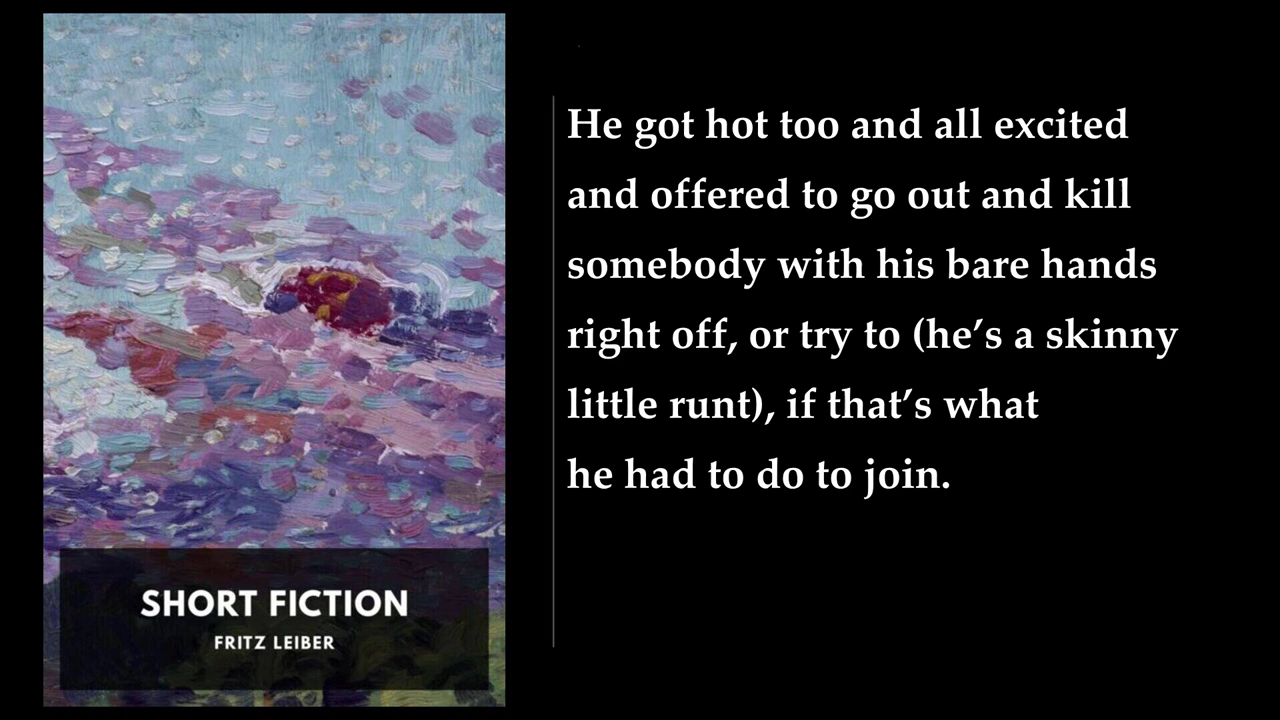 SHORT FICTION
FRITZ LEIBER
He got hot too and all excited
and offered to go out and kill
somebody with his bare hands
right off, or try to (he’s a skinny
little runt), if that’s what
he had to do to join.